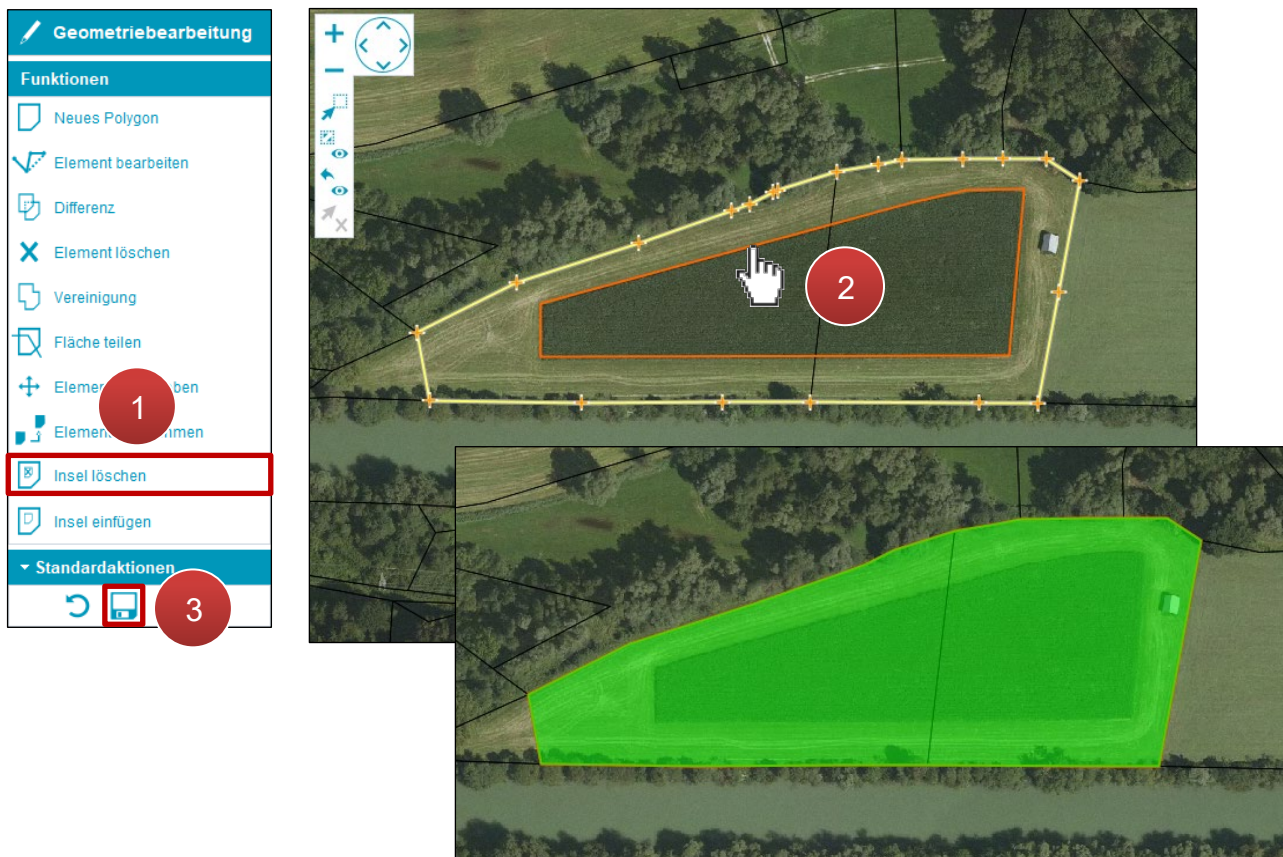 Geometriebearbeitung
Funktionen
Neues Polygon
Element bearbeiten
Differenz
Element löschen
Vereinigung
Fläche teilen
1
Insel löschen
Insel einfügen
Standardaktionen
3
2